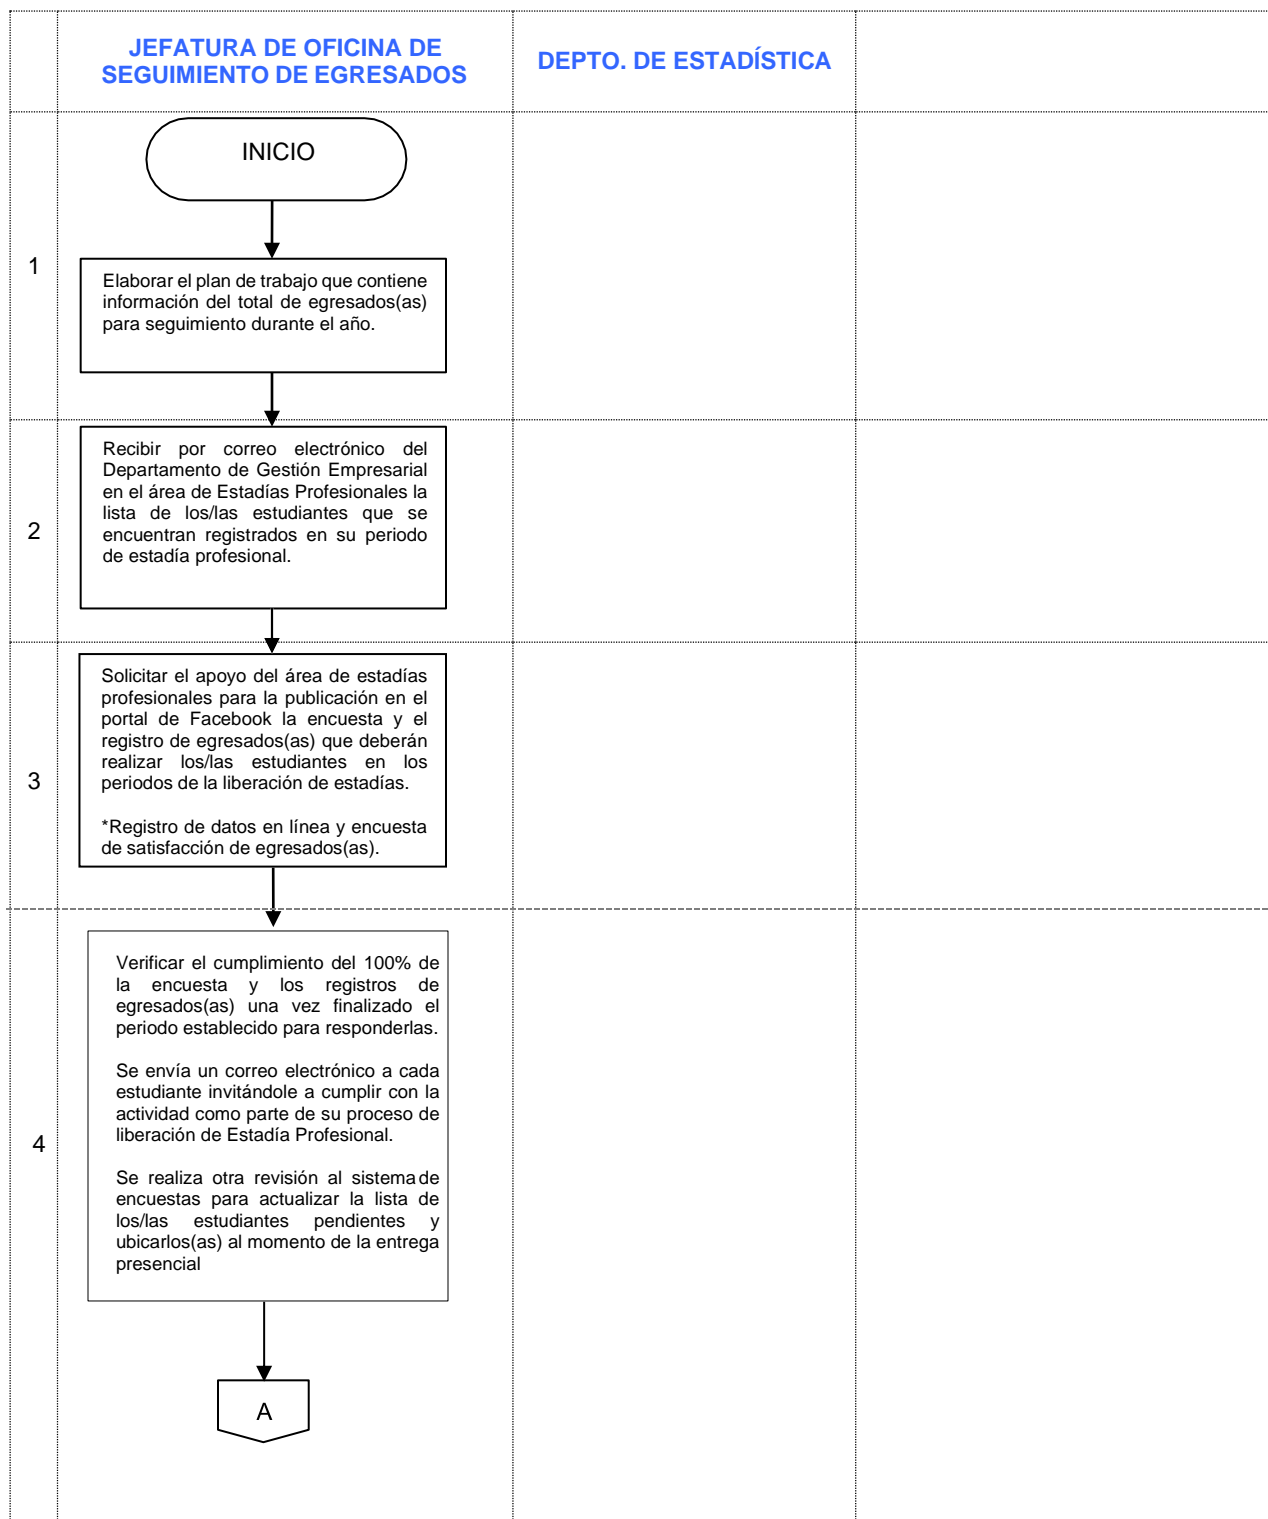 JEFATURA DE OFICINA DE
SEGUIMIENTO DE EGRESADOS
DEPTO. DE ESTADÍSTICA
INICIO
1
Elaborar el plan de trabajo que contiene
información del total de egresados(as)
para seguimiento durante el año.
2
Recibir por correo electrónico del
Departamento de Gestión Empresarial
en el área de Estadías Profesionales la
lista de los/las estudiantes que se
encuentran registrados en su periodo
de estadía profesional.
3
Solicitar el apoyo del área de estadías
profesionales para la publicación en el
portal de Facebook la encuesta y el
registro de egresados(as) que deberán
realizar los/las estudiantes en los
periodos de la liberación de estadías.
*Registro de datos en línea y encuesta
de satisfacción de egresados(as).
4
Verificar el cumplimiento del 100% de
la encuesta y los registros de
egresados(as) una vez finalizado el
periodo establecido para responderlas.
Se envía un correo electrónico a cada
estudiante invitándole a cumplir con la
actividad como parte de su proceso de
liberación de Estadía Profesional.
Se realiza otra revisión al sistema de
encuestas para actualizar la lista de
los/las estudiantes pendientes y
ubicarlos(as) al momento de la entrega
presencial
A